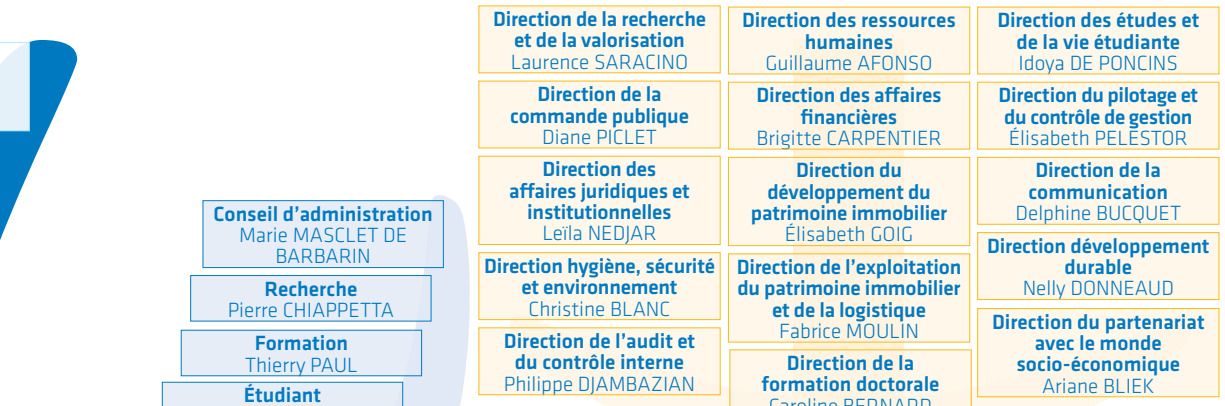 Direction de la recherche
et de la valorisation
Laurence SARACINO
Direction de la
commande publique
Diane PICLET
Direction des
affaires juridiques et
institutionnelles
Leïla NEDJAR
Direction hygiène, sécurité
et environnement
Christine BLANC
Direction de l'audit et
du contrôle interne
Philippe DJAMBAZIAN
Direction des ressources
humaines
Guillaume AFONSO
Direction des affaires
financières
Brigitte CARPENTIER
Direction du
développement du
patrimoine immobilier
Élisabeth GOIG
Direction de l'exploitation
du patrimoine immobilier
et de la logistique
Fabrice MOULIN
Direction de la
formation doctorale
Caroline BERNARD
Direction des études et
de la vie étudiante
Idoya DE PONCINS
Direction du pilotage et
du contrôle de gestion
Élisabeth PELESTOR
Direction de la
communication
Delphine BUCQUET
Direction développement
durable
Nelly DONNEAUD
Direction du partenariat
avec le monde
socio-économique
Ariane BLIEK
Conseil d'administration
Marie MASCLET DE
BARBARIN
Recherche
Pierre CHIAPPETTA
Formation
Thierry PAUL
Étudiant